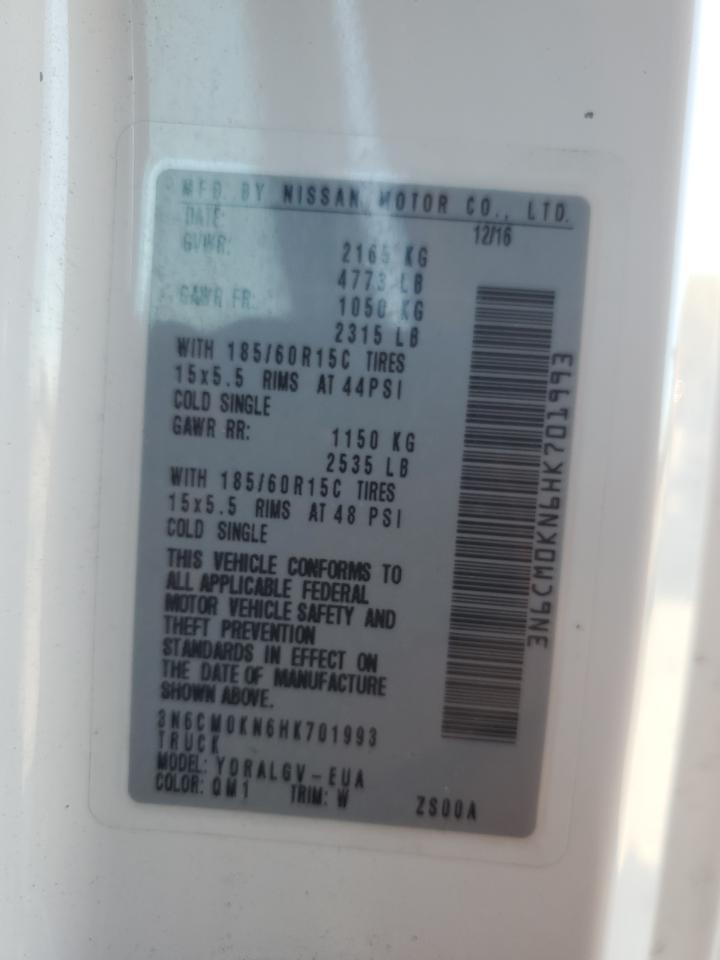 MFD. BY NISSAN MOTOR CO., LTD.
DATE: 12/16
GVWR: 2165 KG
4773 LB
GAWR FR: 1050 KG
2315 LB
WITH 185/60R15C TIRES
15x5.5 RIMS AT 44PSI
COLD SINGLE
GAWR RR: 1150 KG
2535 LB
WITH 185/60R15C TIRES
15x5.5 RIMS AT 48 PSI
COLD SINGLE
THIS VEHICLE CONFORMS TO
ALL APPLICABLE FEDERAL
MOTOR VEHICLE SAFETY AND
THEFT PREVENTION
STANDARDS IN EFFECT ON
THE DATE OF MANUFACTURE
SHOWN ABOVE.
3N6CM0KN6HK701993
TRUCK
MODEL: YDRALGV-EUA
COLOR: QM1 TRIM: W ZS00A
3N6CM0KN6HK701993